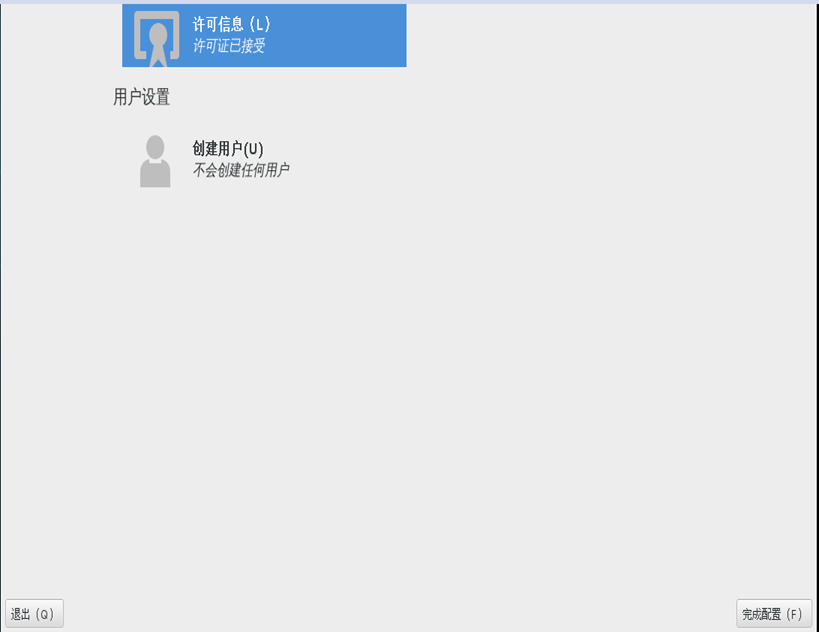 许可信息（L）
许可证已接受
用户设置
创建用户(U)
不会创建任何用户
退出（Q）
完成配置（F）